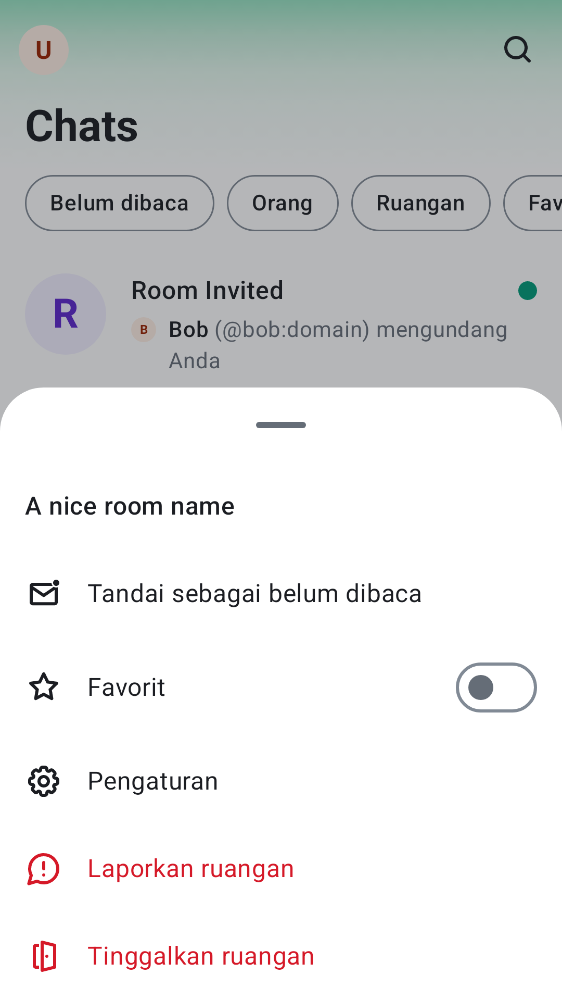 U
Chats
Belum dibaca
Orang
Ruangan
Fav
R
Room Invited
B
Bob (@bob:domain) mengundang
Anda
A nice room name
Tandai sebagai belum dibaca
Favorit
Pengaturan
Laporkan ruangan
Tinggalkan ruangan